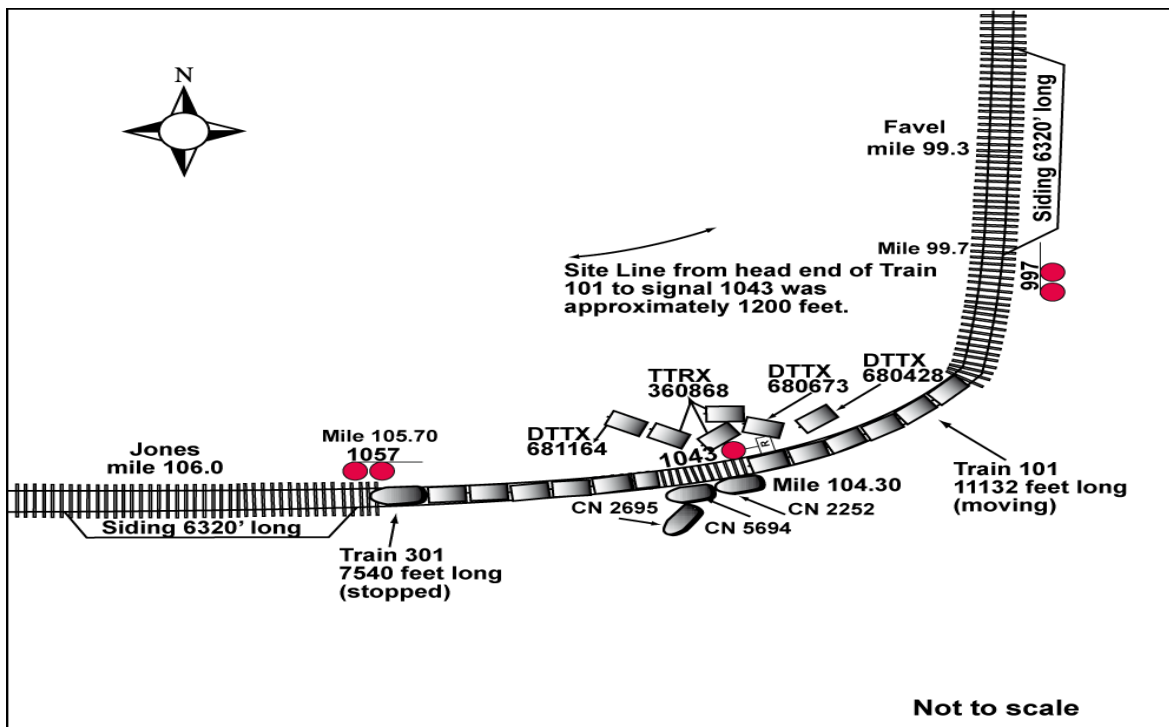 N
Favel
mile 99.3
Siding 6320' long
Mile 99.7
997
Site Line from head end of Train
101 to signal 1043 was
approximately 1200 feet.
TTRX
360868
DTTX
680673
DTTX
680428
DTTX
681164
1043
R
Jones
mile 106.0
Mile 105.70
1057
Siding 6320' long
Mile 104.30
CN 2695
CN 5694
CN 2252
Train 101
11132 feet long
(moving)
Train 301
7540 feet long
(stopped)
Not to scale